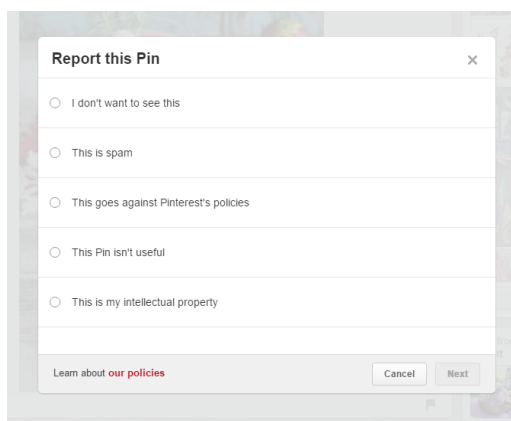 Report this Pin
I don't want to see this
This is spam
This goes against Pinterest's policies
This Pin isn't useful
This is my intellectual property
Learn about our policies
Cancel
Next